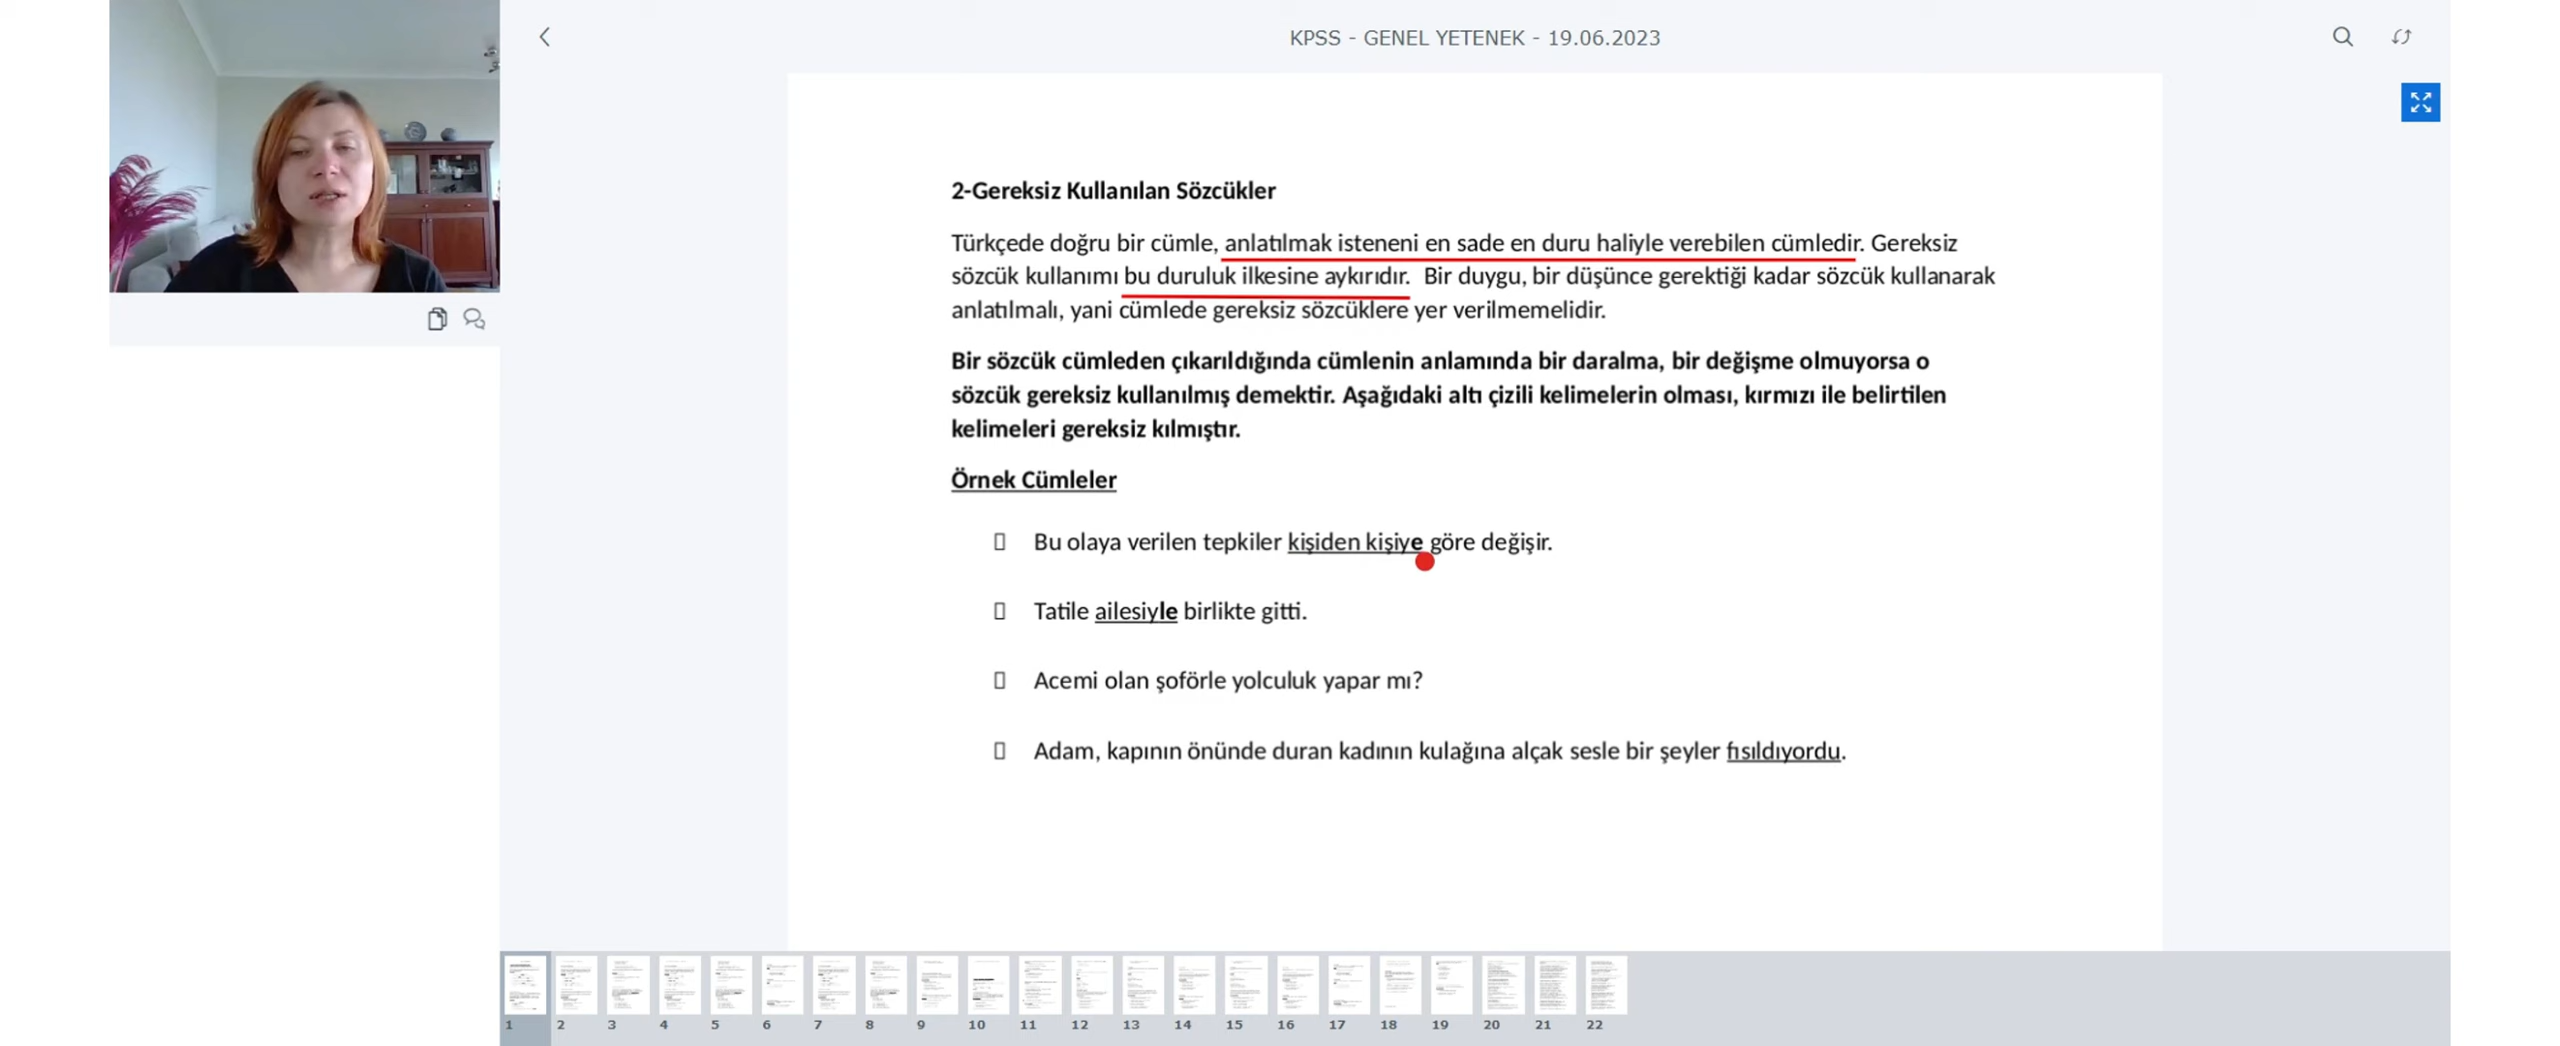 KPSS - GENEL YETENEK - 19.06.2023
2-Gereksiz Kullanılan Sözcükler
Türkçede doğru bir cümle, anlatılmak isteneni en sade en duru haliyle verebilen cümledir. Gereksiz
sözcük kullanımı bu duruluk ilkesine aykırıdır. Bir duygu, bir düşünce gerektiği kadar sözcük kullanarak
anlatılmalı, yani cümlede gereksiz sözcüklere yer verilmemelidir.
Bir sözcük cümleden çıkarıldığında cümlenin anlamında bir daralma, bir değişme olmuyorsa o
sözcük gereksiz kullanılmış demektir. Aşağıdaki altı çizili kelimelerin olması, kırmızı ile belirtilen
kelimeleri gereksiz kılmıştır.
Örnek Cümleler
Bu olaya verilen tepkiler kişiden kişiye göre değişir.
Tatile ailesiyle birlikte gitti.
Acemi olan şoförle yolculuk yapar mı?
Adam, kapının önünde duran kadının kulağına alçak sesle bir şeyler fısıldıyordu.
1 2 3 4 5 6 7 8 9 10 11 12 13 14 15 16 17 18 19 20 21 22